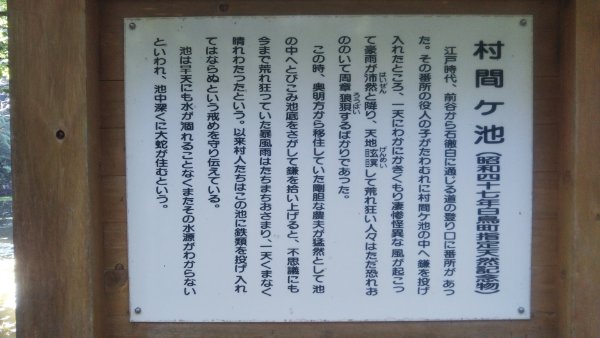 村間ケ池(昭和四十七年白鳥町指定天然記念物)
江戸時代、前谷から石徹白に通じる道の登り口に番所があっ
た。その番所の役人の子がたわむれに村間ケ池の中へ鎌を投げ
入れたところ、一天にわかにかきくもり凄惨怪異な風が起こっ
て豪雨が沛然と降り、天地玄溟して荒れ狂い人々はただ恐れお
はいぜん
げんめい
ののいて周章狼狽するばかりであった。
ろうばい
この時、奥明方から移住していた剛胆な農夫が猛然として池
の中へとびこみ池底をさがして鎌を拾い上げると、不思議にも
今まで荒れ狂っていた暴風雨はたちまちおさまり、一天くまなく
晴れわたったという。以来村人たちはこの池に鉄類を投げ入れ
てはならぬという戒めを守り伝えている。
池は旱天にも水が涸れることなくまたその水源がわからない
といわれ、池中深くに大蛇が住むという。